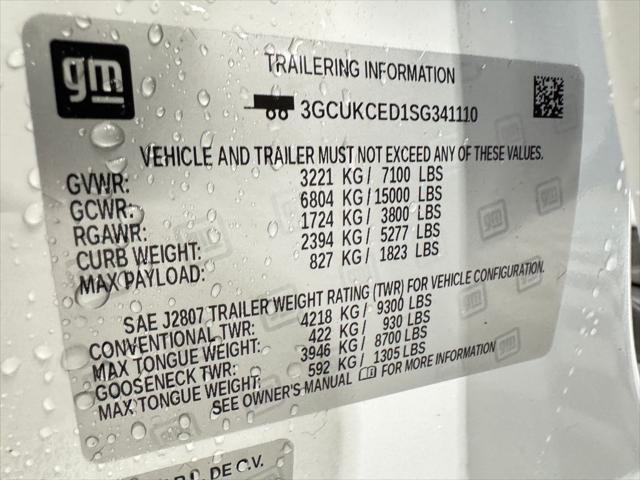 gm
TRAILERING INFORMATION
3GCUKCED1SG341110
VEHICLE AND TRAILER MUST NOT EXCEED ANY OF THESE VALUES.
GVWR: 3221 KG/ 7100 LBS
GCWR: 6804 KG/15000 LBS
RGAWR: 1724 KG/ 3800 LBS
CURB WEIGHT: 2394 KG/ 5277 LBS
MAX PAYLOAD: 827 KG/ 1823 LBS
SAE J2807 TRAILER WEIGHT RATING (TWR) FOR VEHICLE CONFIGURATION.
CONVENTIONAL TWR: 4218 KG/ 9300 LBS
MAX TONGUE WEIGHT: 422 KG/ 930 LBS
GOOSENECK TWR: 3946 KG/ 8700 LBS
MAX TONGUE WEIGHT: 592 KG/ 1305 LBS
SEE OWNER'S MANUAL FOR MORE INFORMATION
DE C.V.